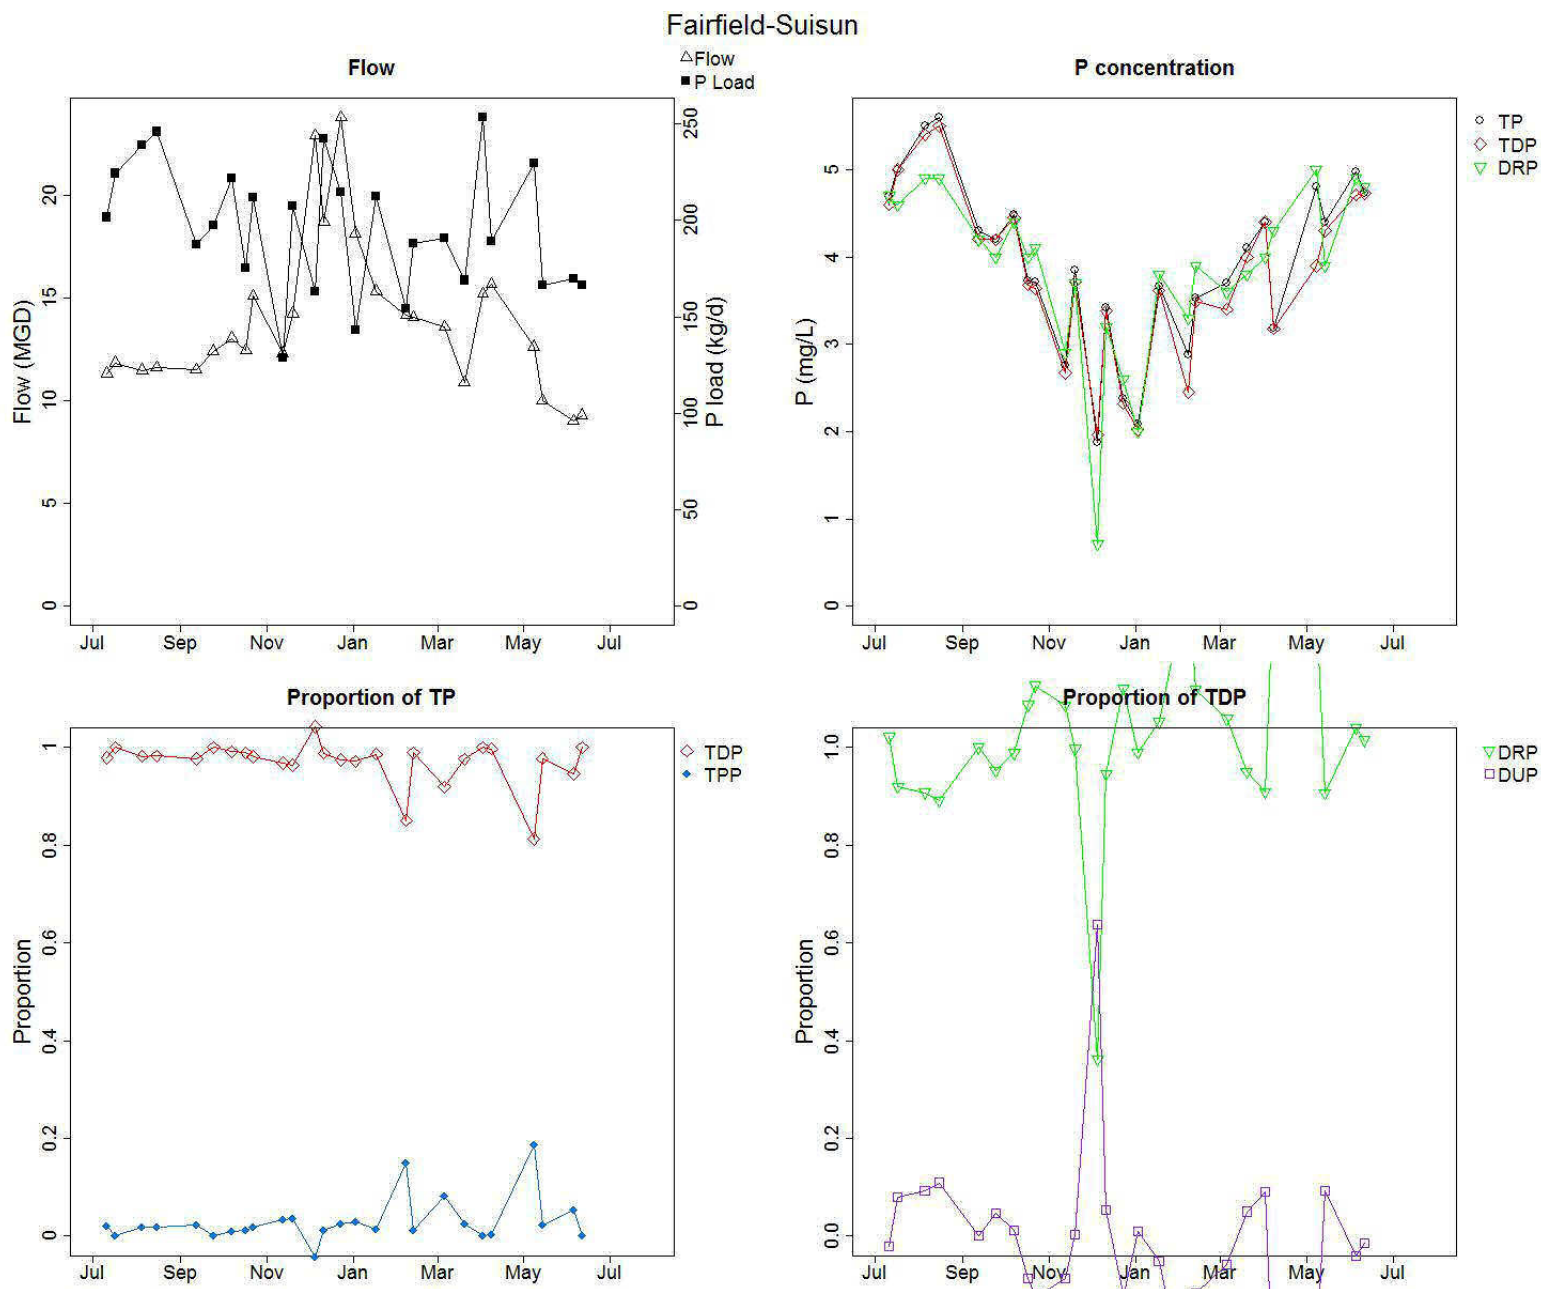 Fairfield-Suisun
Flow
Flow
P Load
Flow (MGD)
0
5
10
15
20
P load (kg/d)
0
50
100
150
200
250
Jul Sep Nov Jan Mar May Jul
P concentration
TP
TDP
DRP
P (mg/L)
0
1
2
3
4
5
Jul Sep Nov Jan Mar May Jul
Proportion of TP
TDP
TPP
Proportion
0
0.2
0.4
0.6
0.8
1
Jul Sep Nov Jan Mar May Jul
Proportion of TDP
DRP
DUP
Proportion
0.0
0.2
0.4
0.6
0.8
1.0
Jul Sep Nov Jan Mar May Jul